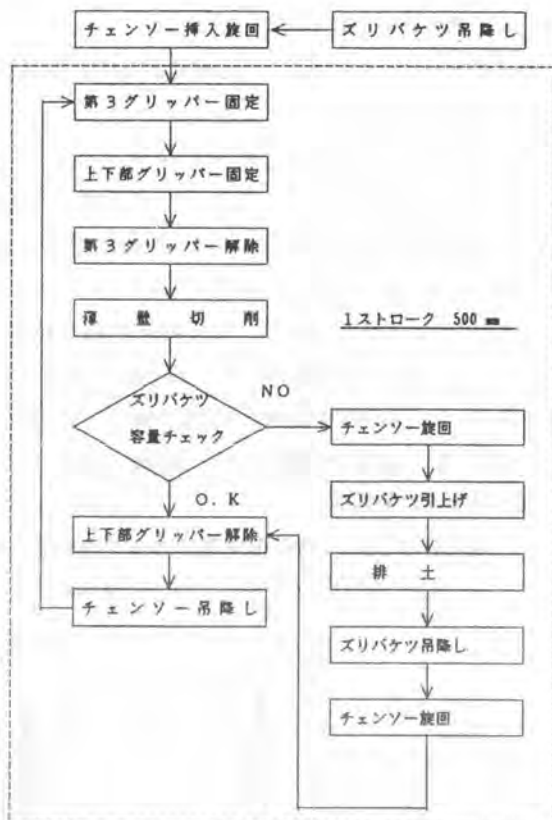 チェンソー挿入旋回
ズリバケツ吊降し
第3グリッパー固定
上下部グリッパー固定
第3グリッパー解除
薄壁切削
1ストローク 500 mm
ズリバケツ
容量チェック
NO
O.K
チェンソー旋回
ズリバケツ引上げ
排土
ズリバケツ吊降し
チェンソー旋回
上下部グリッパー解除
チェンソー吊降し